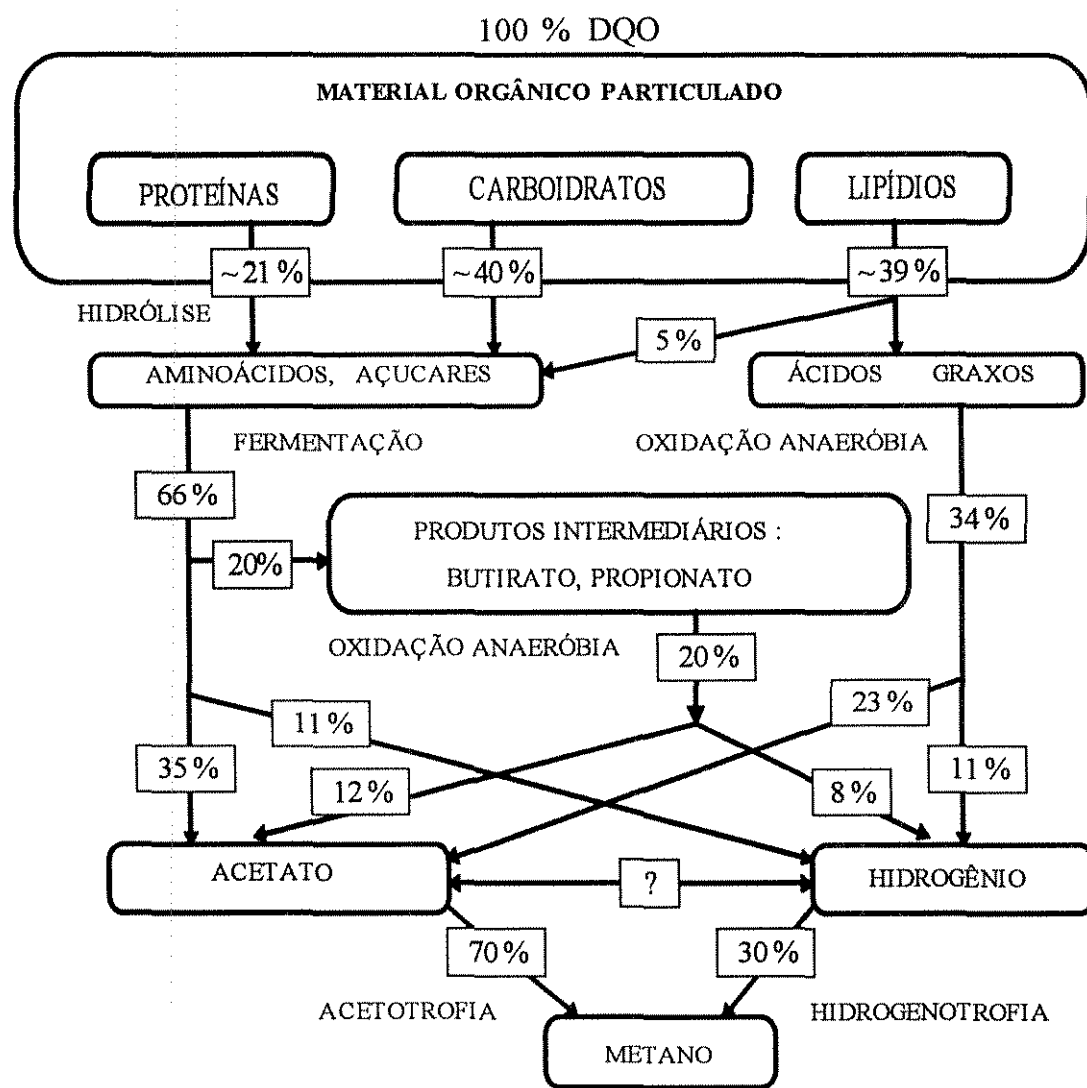 100 % DQO
MATERIAL ORGÂNICO PARTICULADO
PROTEÍNAS
CARBOIDRATOS
LIPÍDIOS
~21%
~40%
~39%
HIDRÓLISE
5%
AMINOÁCIDOS, AÇUCARES
ÁCIDOS GRAXOS
FERMENTAÇÃO
OXIDAÇÃO ANAERÓBIA
66%
34%
PRODUTOS INTERMEDIÁRIOS :
BUTIRATO, PROPIONATO
20%
OXIDAÇÃO ANAERÓBIA
20%
11%
23%
35%
12%
8%
11%
ACETATO
?
HIDROGÊNIO
70%
30%
ACETOTROFIA
HIDROGENOTROFIA
METANO